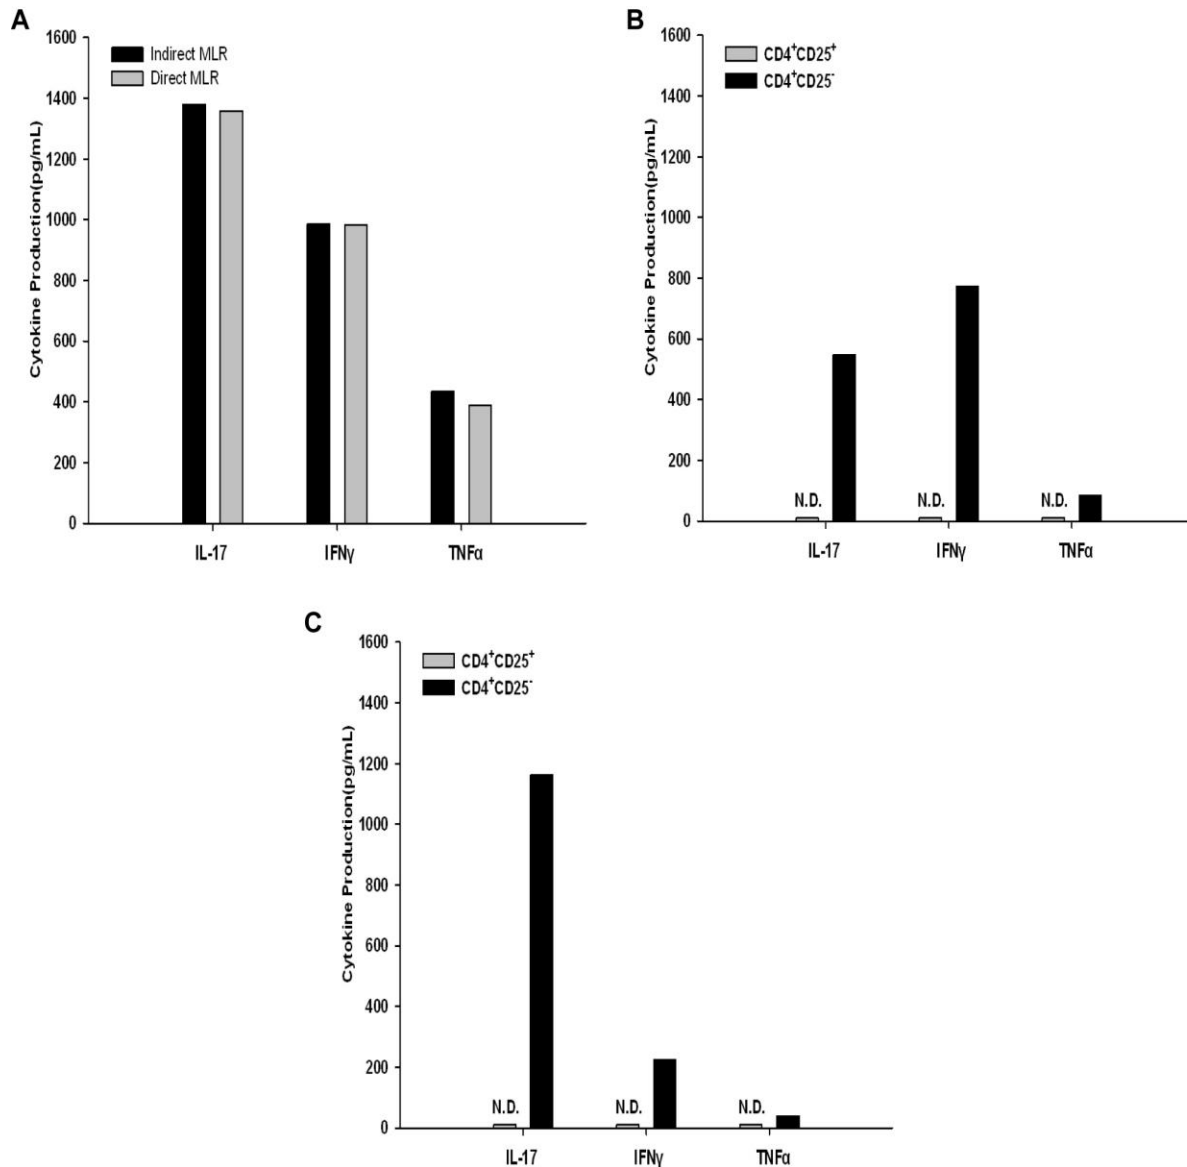 A
Cytokine Production(pg/mL)
1600
1400
1200
1000
800
600
400
200
0
Indirect MLR
Direct MLR
IL-17 IFNγ TNFα
B
Cytokine Production(pg/mL)
1600
1400
1200
1000
800
600
400
200
0
CD4⁺CD25⁺
CD4⁺CD25⁻
N.D. N.D. N.D.
IL-17 IFNγ TNFα
C
Cytokine Production(pg/mL)
1600
1400
1200
1000
800
600
400
200
0
CD4⁺CD25⁺
CD4⁺CD25⁻
N.D. N.D. N.D.
IL-17 IFNγ TNFα